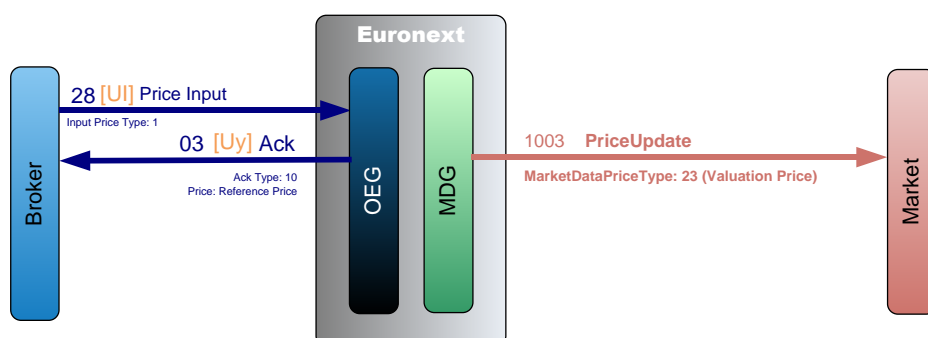 Euronext
28 [UI] Price Input
Input Price Type: 1
03 [Uy] Ack
Ack Type: 10
Price: Reference Price
1003 PriceUpdate
MarketDataPriceType: 23 (Valuation Price)
Broker
OEG
MDG
Market